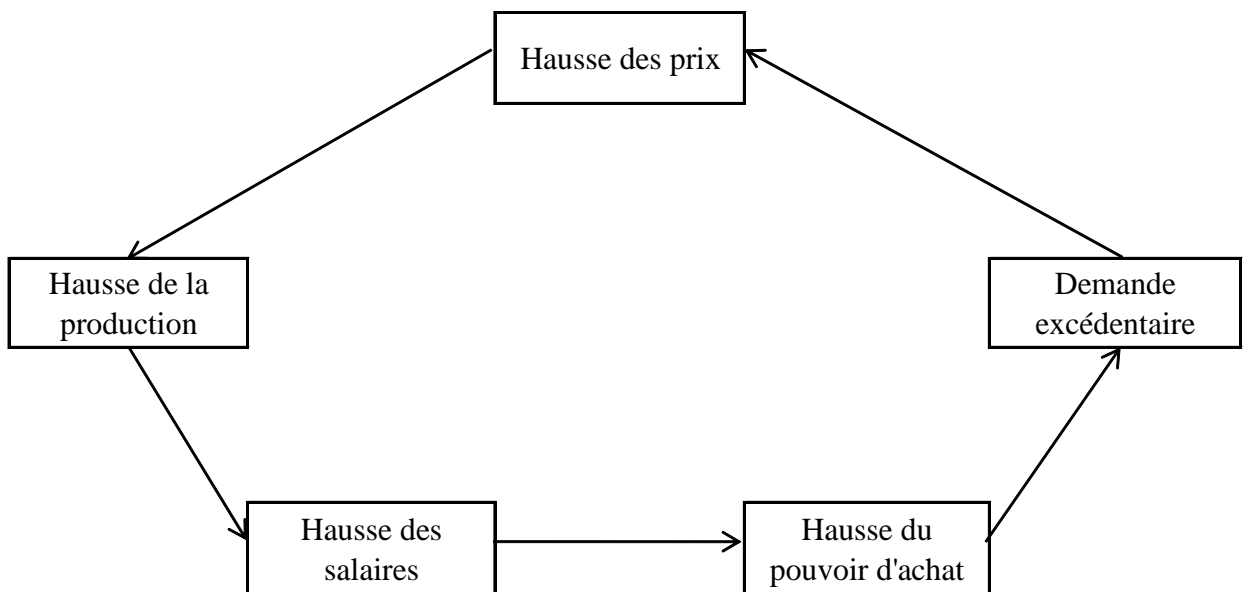 Hausse des prix
Hausse de la
production
Demande
excédentaire
Hausse des
salaires
Hausse du
pouvoir d'achat